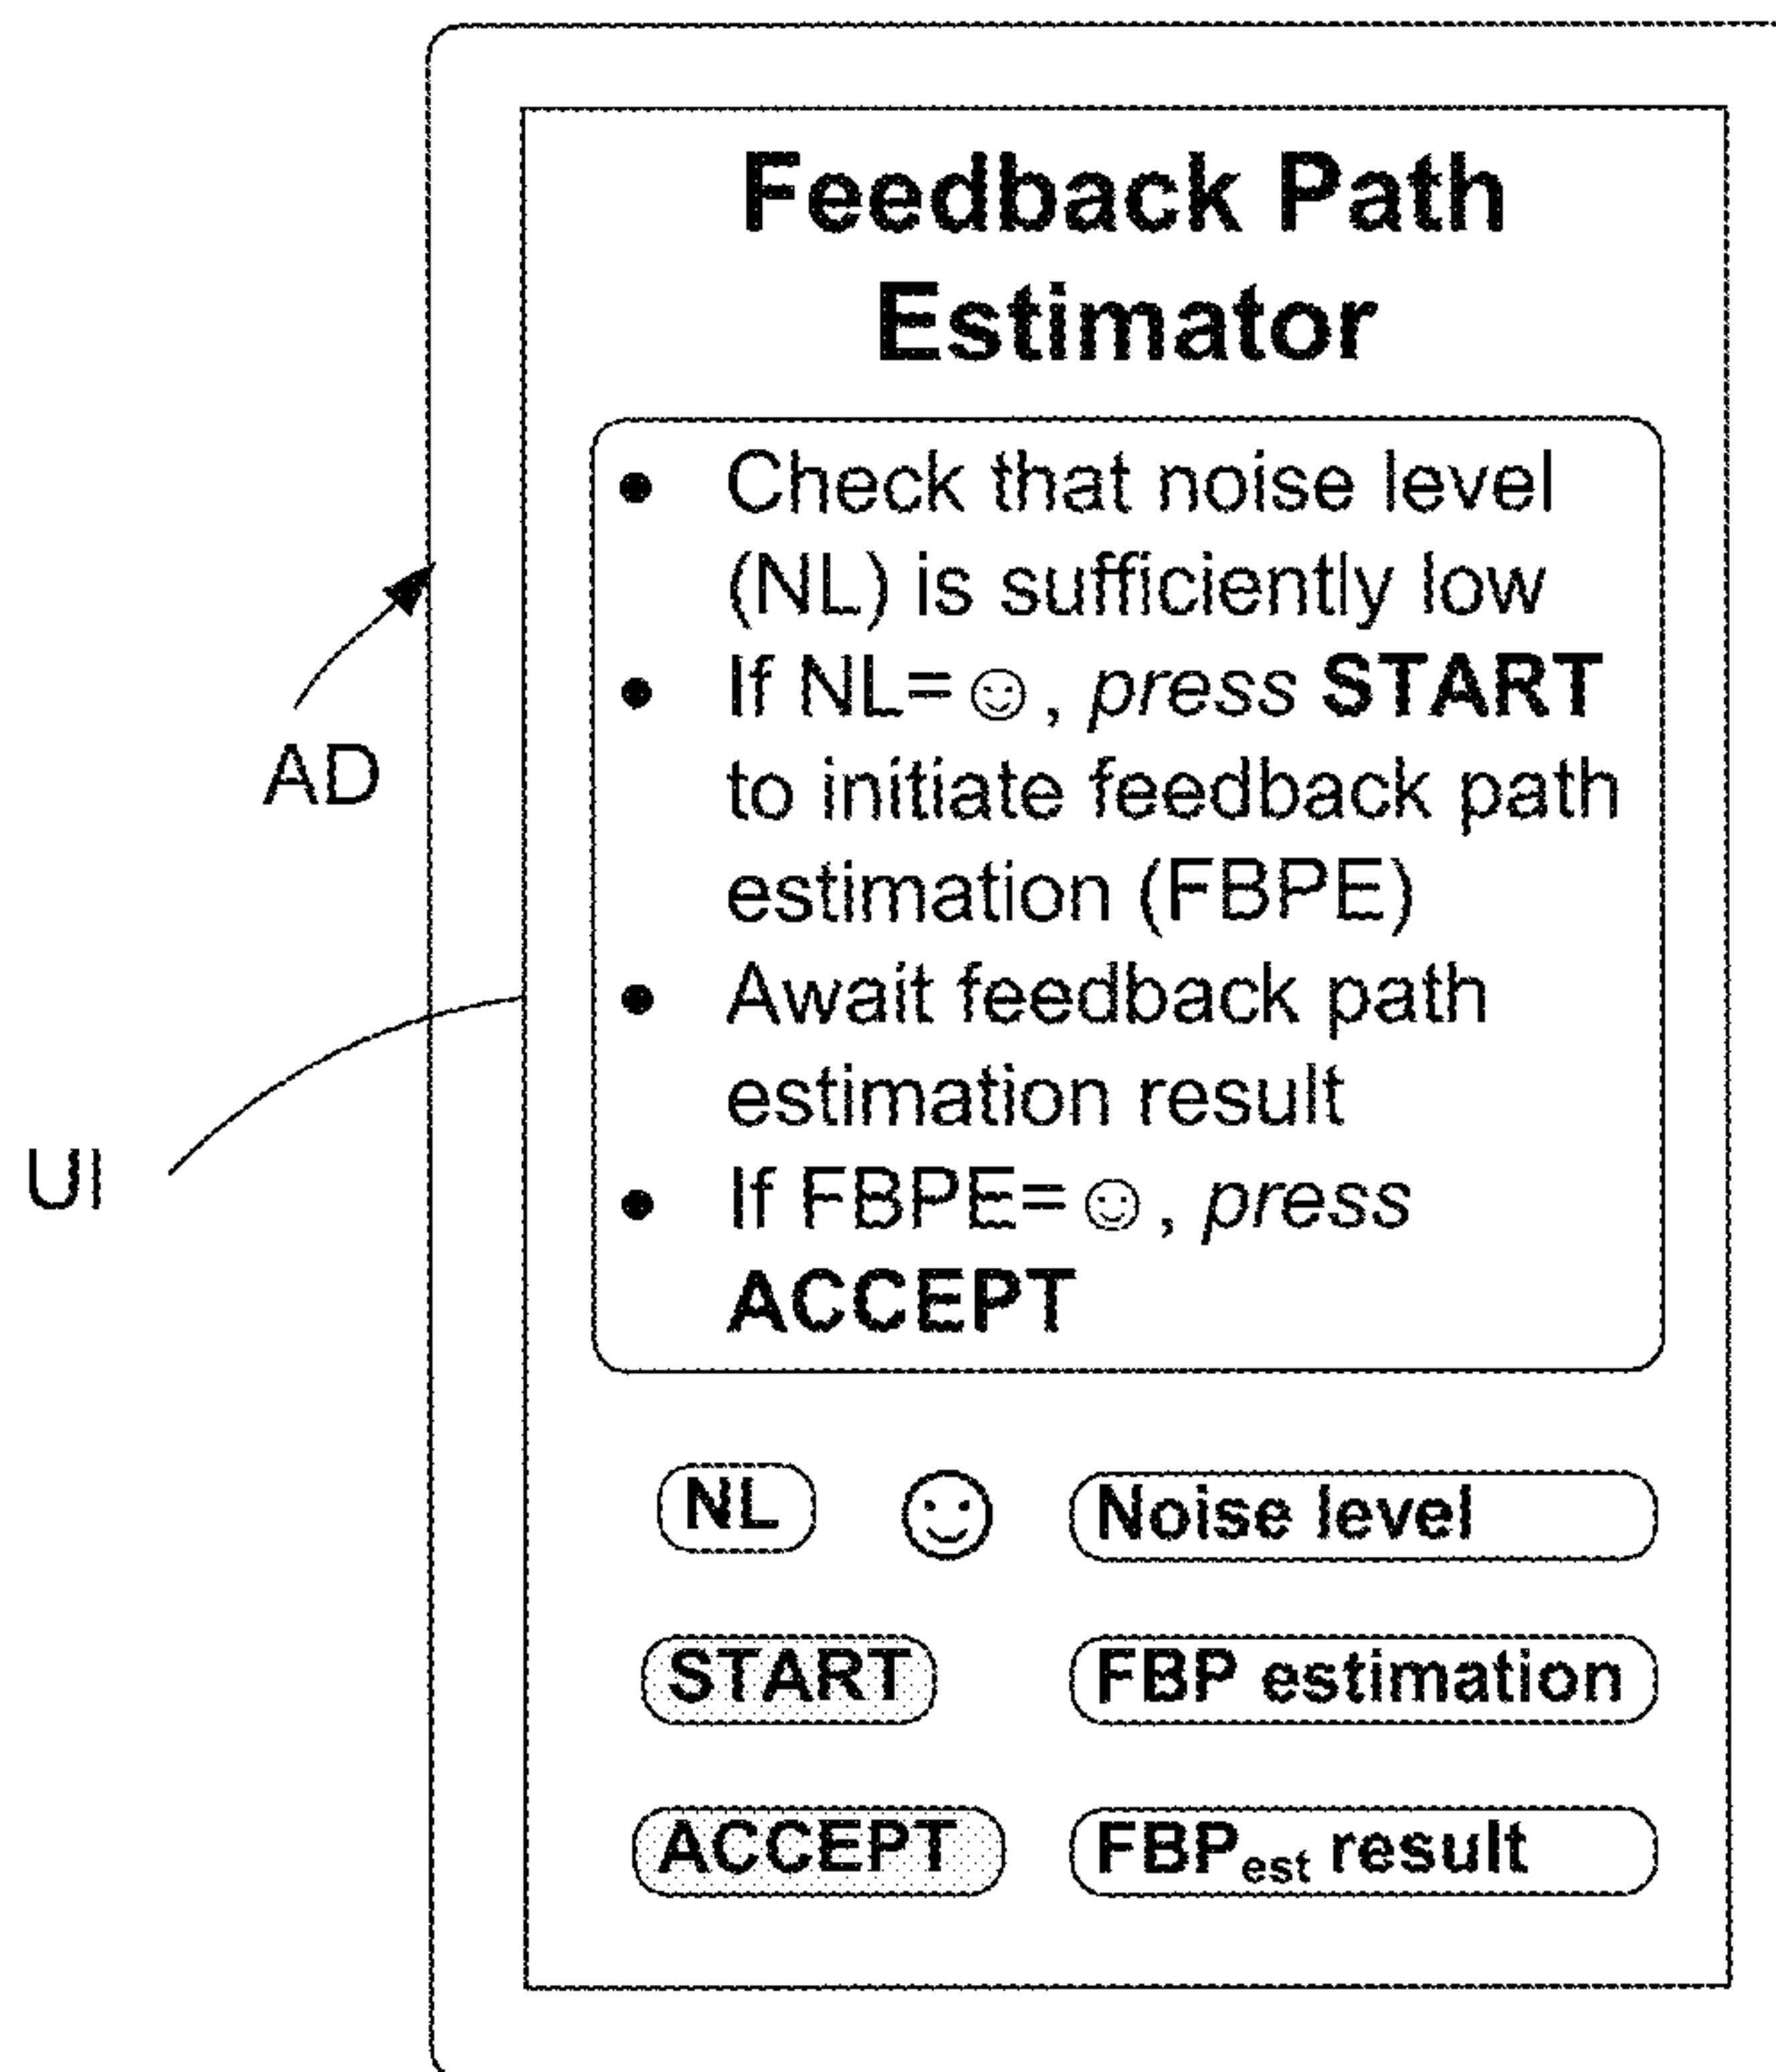 Feedback Path
Estimator
• Check that noise level
(NL) is sufficiently low
• If NL=☺, press START
to initiate feedback path
estimation (FBPE)
• Await feedback path
estimation result
• If FBPE=☺, press
ACCEPT
AD
UI
NL ☺ Noise level
START FBP estimation
ACCEPT FBPest result